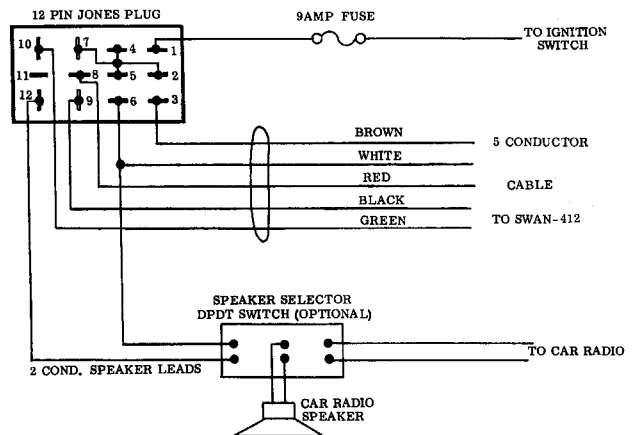 12 PIN JONES PLUG
9AMP FUSE
TO IGNITION
SWITCH
10 7 4 1
11 8 5 2
12 9 6 3
BROWN
WHITE
RED
BLACK
GREEN
5 CONDUCTOR
CABLE
TO SWAN-412
SPEAKER SELECTOR
DPDT SWITCH (OPTIONAL)
2 COND. SPEAKER LEADS
TO CAR RADIO
CAR RADIO
SPEAKER